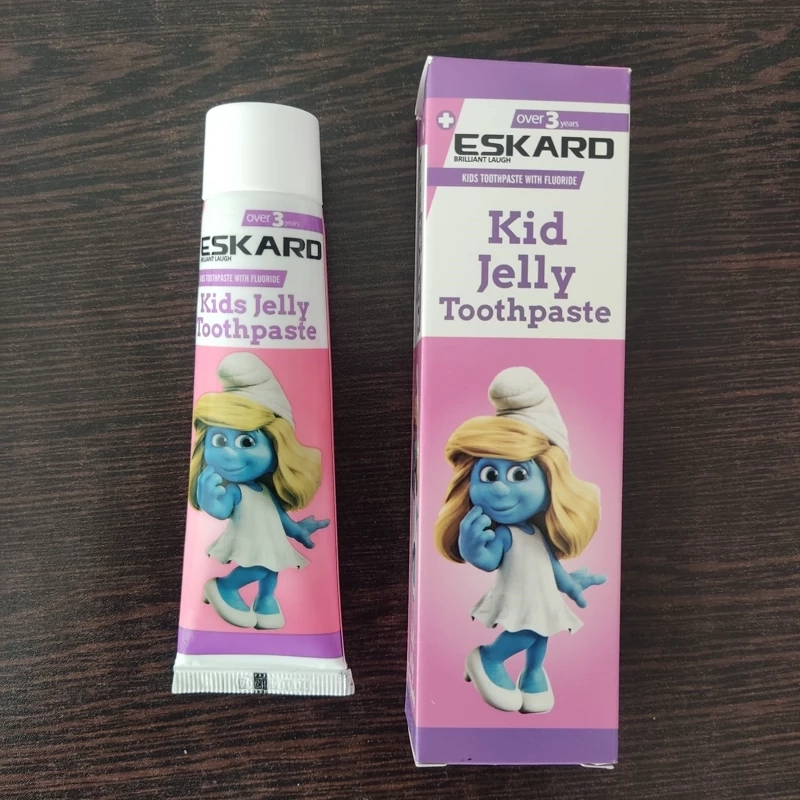 over 3 years
ESKARD
BRILLIANT LAUGH
KIDS TOOTHPASTE WITH FLUORIDE
Kids Jelly
Toothpaste
over 3 years
ESKARD
BRILLIANT LAUGH
KIDS TOOTHPASTE WITH FLUORIDE
Kid
Jelly
Toothpaste